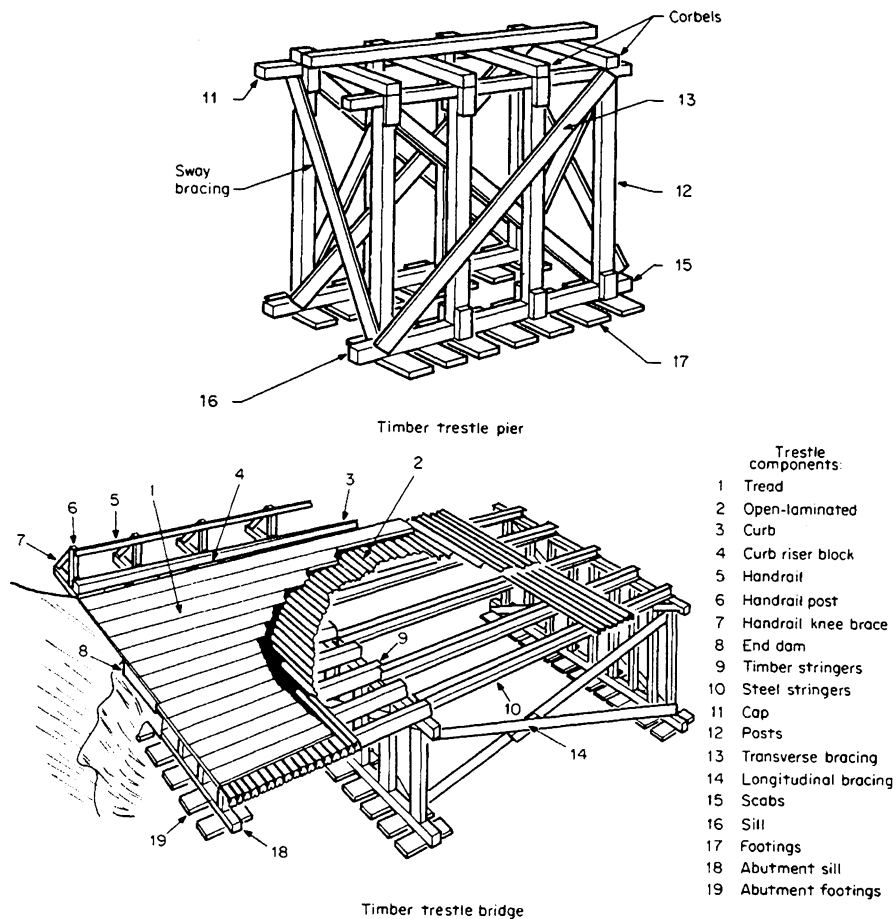 Corbels
11
13
Sway
bracing
12
15
17
16
Timber trestle pier
2
3
4
1
5
6
7
8
9
10
14
19
18
Timber trestle bridge
Trestle
components:
1 Tread
2 Open-laminated
3 Curb
4 Curb riser block
5 Handrail
6 Handrail post
7 Handrail knee brace
8 End dam
9 Timber stringers
10 Steel stringers
11 Cap
12 Posts
13 Transverse bracing
14 Longitudinal bracing
15 Scabs
16 Sill
17 Footings
18 Abutment sill
19 Abutment footings